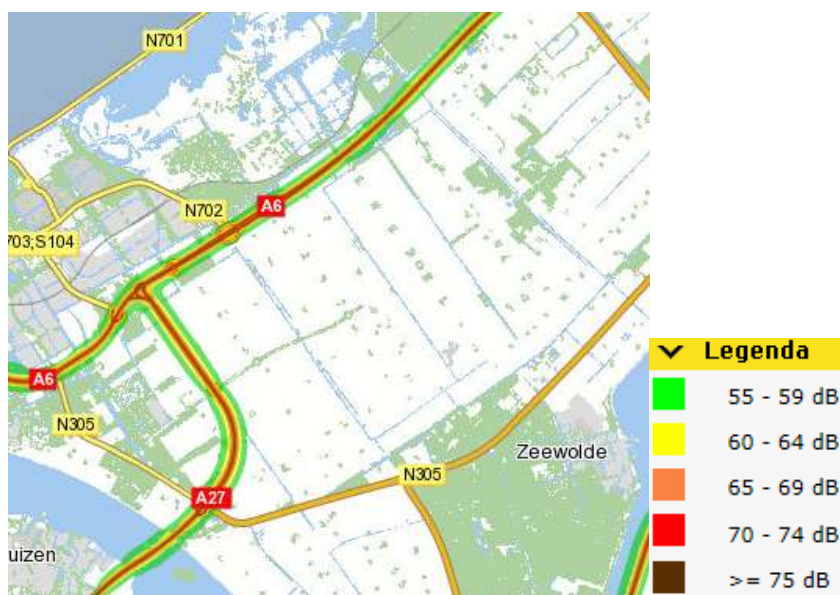 N701
N702
A6
703;S104
A6
N305
Zeewolde
N305
A27
uizen
Legenda
55 - 59 dB
60 - 64 dB
65 - 69 dB
70 - 74 dB
>= 75 dB